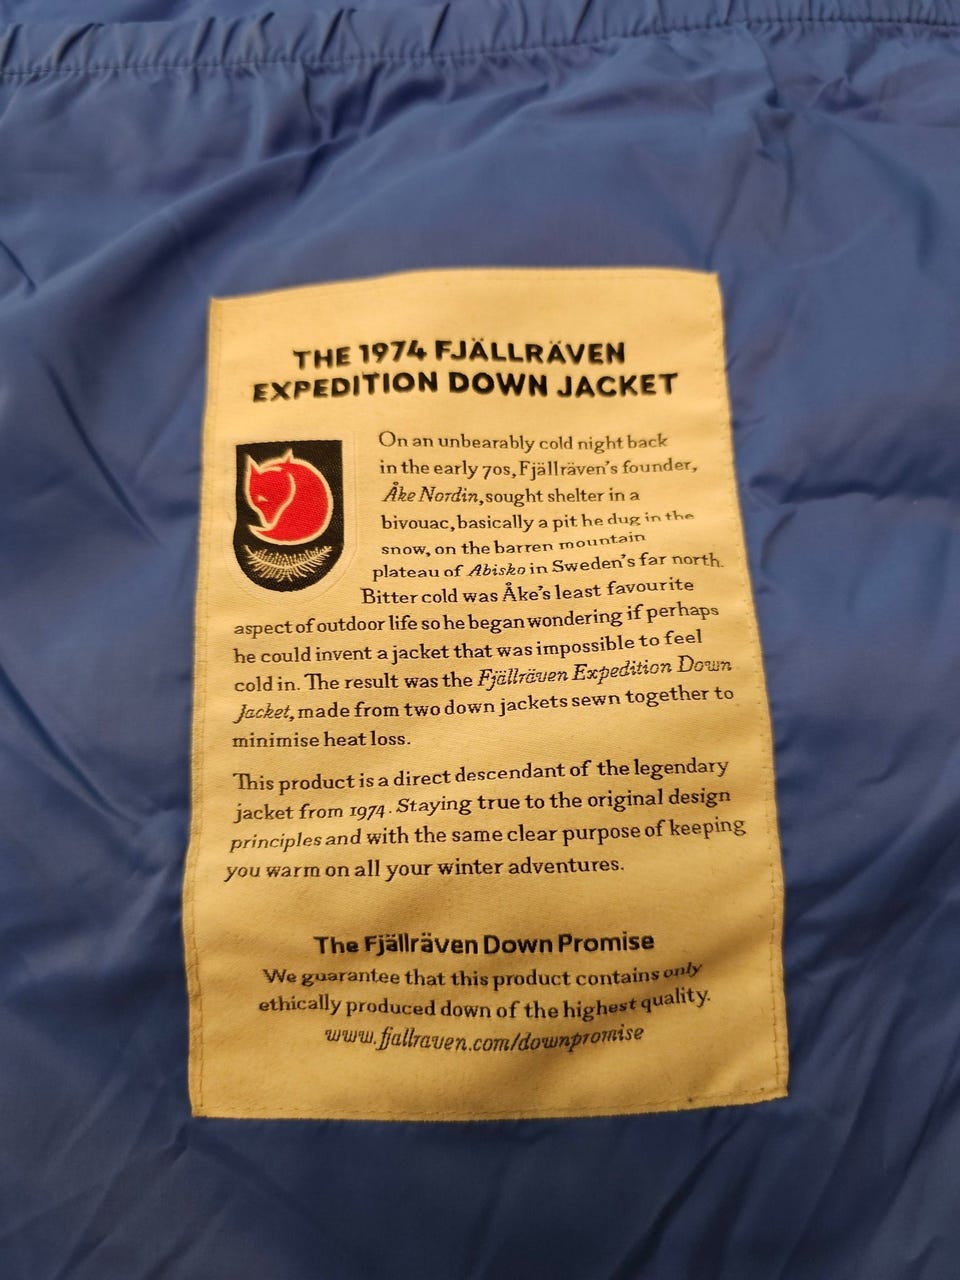 THE 1974 FJÄLLRÄVEN
EXPEDITION DOWN JACKET
On an unbearably cold night back
in the early 70s, Fjällräven's founder,
Åke Nordin, sought shelter in a
bivouac, basically a pit he dug in the
snow, on the barren mountain
plateau of Abisko in Sweden's far north.
Bitter cold was Åke's least favourite
aspect of outdoor life so he began wondering if perhaps
he could invent a jacket that was impossible to feel
cold in. The result was the Fjällräven Expedition Down
Jacket, made from two down jackets sewn together to
minimise heat loss.
This product is a direct descendant of the legendary
jacket from 1974. Staying true to the original design
principles and with the same clear purpose of keeping
you warm on all your winter adventures.
The Fjällräven Down Promise
We guarantee that this product contains only
ethically produced down of the highest quality.
www.fjallraven.com/downpromise